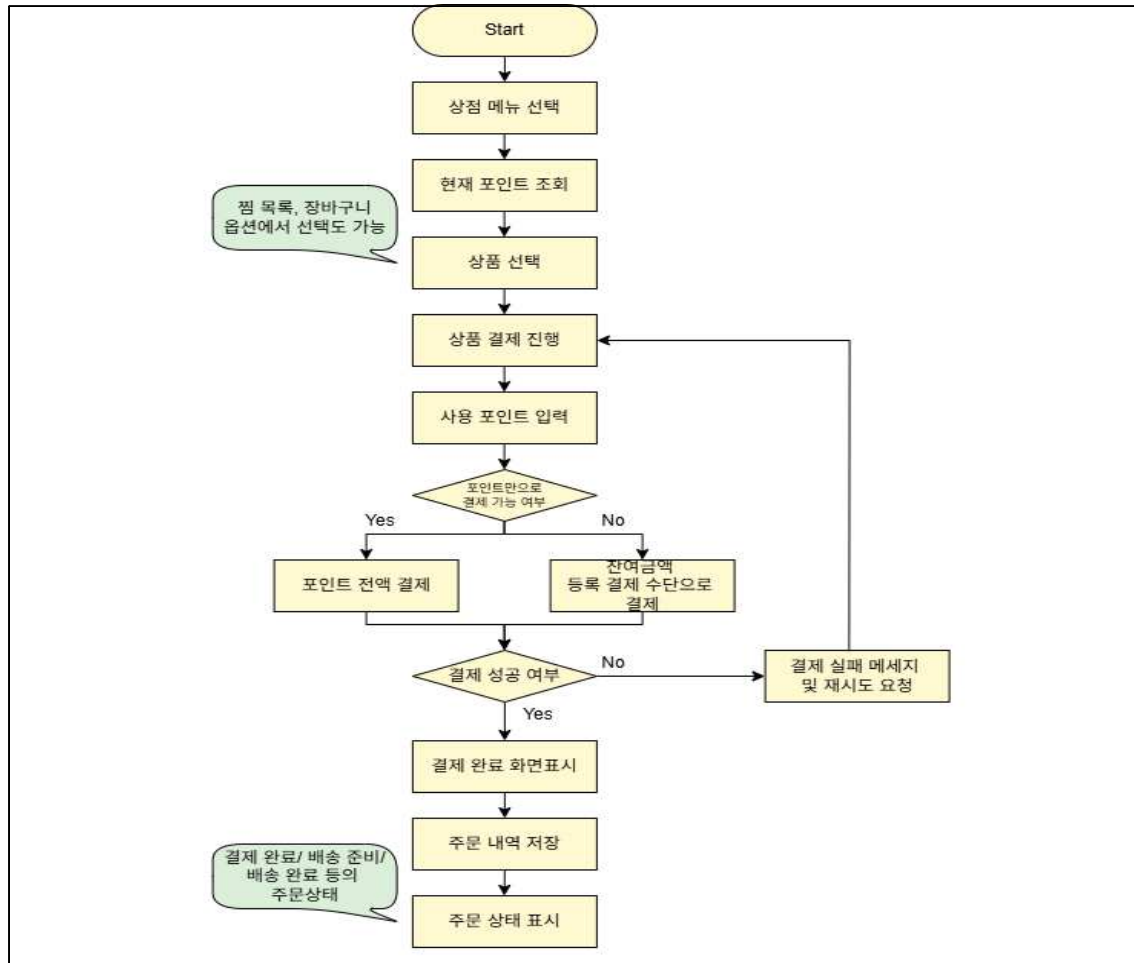 Start
상점 메뉴 선택
현재 포인트 조회
찜 목록, 장바구니
옵션에서 선택도 가능
상품 선택
상품 결제 진행
사용 포인트 입력
포인트만으로
결제 가능 여부
Yes
No
포인트 전액 결제
잔여금액
등록 결제 수단으로
결제
결제 성공 여부
No
결제 실패 메세지
및 재시도 요청
Yes
결제 완료 화면표시
주문 내역 저장
결제 완료/ 배송 준비/
배송 완료 등의
주문상태
주문 상태 표시